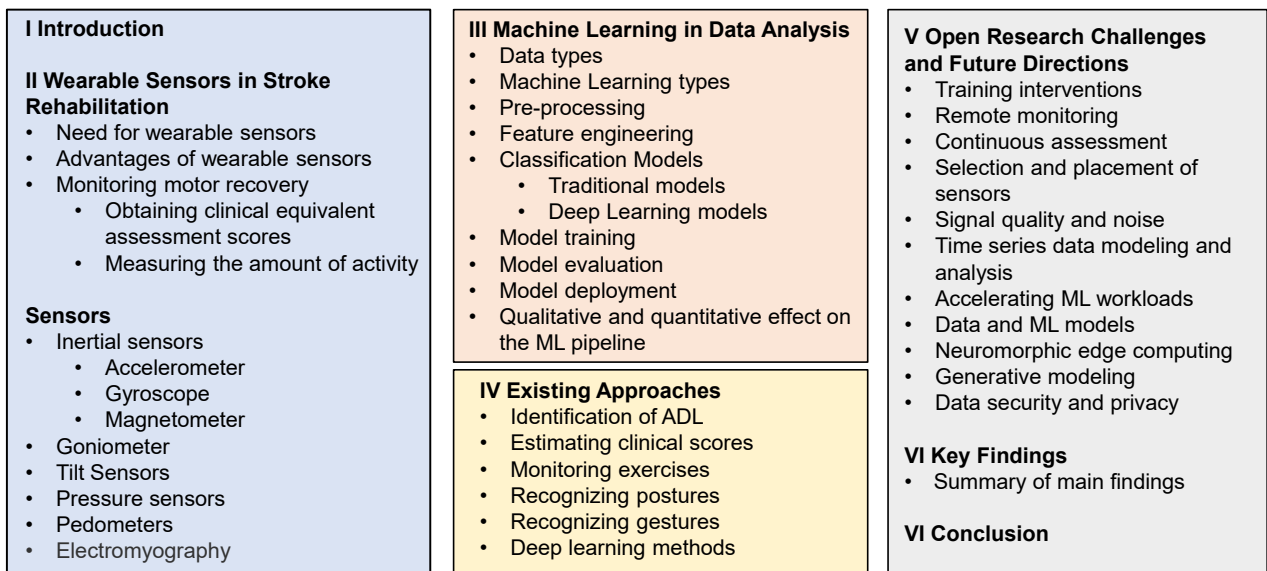 I Introduction
II Wearable Sensors in Stroke
Rehabilitation
• Need for wearable sensors
• Advantages of wearable sensors
• Monitoring motor recovery
• Obtaining clinical equivalent
assessment scores
• Measuring the amount of activity
Sensors
• Inertial sensors
• Accelerometer
• Gyroscope
• Magnetometer
• Goniometer
• Tilt Sensors
• Pressure sensors
• Pedometers
• Electromyography
III Machine Learning in Data Analysis
• Data types
• Machine Learning types
• Pre-processing
• Feature engineering
• Classification Models
• Traditional models
• Deep Learning models
• Model training
• Model evaluation
• Model deployment
• Qualitative and quantitative effect on
the ML pipeline
IV Existing Approaches
• Identification of ADL
• Estimating clinical scores
• Monitoring exercises
• Recognizing postures
• Recognizing gestures
• Deep learning methods
V Open Research Challenges
and Future Directions
• Training interventions
• Remote monitoring
• Continuous assessment
• Selection and placement of
sensors
• Signal quality and noise
• Time series data modeling and
analysis
• Accelerating ML workloads
• Data and ML models
• Neuromorphic edge computing
• Generative modeling
• Data security and privacy
VI Key Findings
• Summary of main findings
VI Conclusion